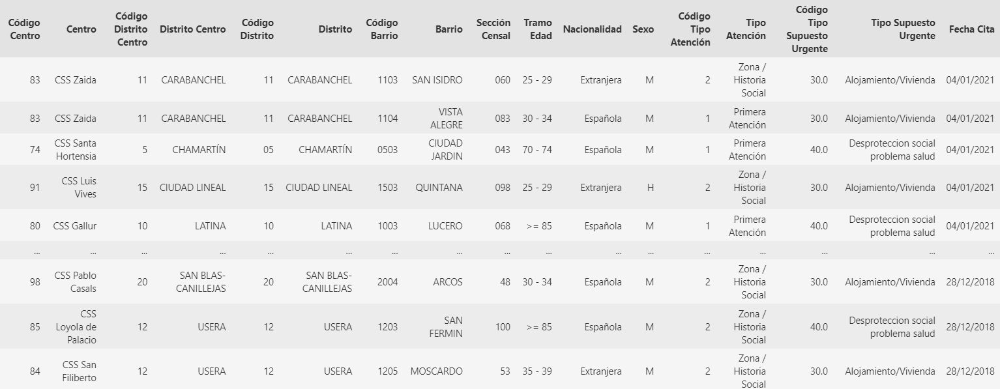 Código Centro Centro Código Distrito Centro Distrito Centro Código Distrito Distrito Código Barrio Barrio Sección Censal Tramo Edad Nacionalidad Sexo Código Tipo Atención Tipo Atención Código Tipo Supuesto Urgente Tipo Supuesto Urgente Fecha Cita
83 CSS Zaida 11 CARABANCHEL 11 CARABANCHEL 1103 SAN ISIDRO 060 25 - 29 Extranjera M 2 Zona / Historia Social 30.0 Alojamiento/Vivienda 04/01/2021
83 CSS Zaida 11 CARABANCHEL 11 CARABANCHEL 1104 VISTA ALEGRE 083 30 - 34 Española M 1 Primera Atención 30.0 Alojamiento/Vivienda 04/01/2021
74 CSS Santa Hortensia 5 CHAMARTÍN 05 CHAMARTÍN 0503 CIUDAD JARDIN 043 70 - 74 Española M 1 Primera Atención 40.0 Desproteccion social problema salud 04/01/2021
91 CSS Luis Vives 15 CIUDAD LINEAL 15 CIUDAD LINEAL 1503 QUINTANA 098 25 - 29 Extranjera H 2 Zona / Historia Social 30.0 Alojamiento/Vivienda 04/01/2021
80 CSS Gallur 10 LATINA 10 LATINA 1003 LUCERO 068 >= 85 Española M 1 Primera Atención 40.0 Desproteccion social problema salud 04/01/2021
... ... ... ... ... ... ... ... ... ... ... ... ... ... ... ... ...
98 CSS Pablo Casals 20 SAN BLAS-CANILLEJAS 20 SAN BLAS-CANILLEJAS 2004 ARCOS 48 30 - 34 Española M 2 Zona / Historia Social 30.0 Alojamiento/Vivienda 28/12/2018
85 CSS Loyola de Palacio 12 USERA 12 USERA 1203 SAN FERMIN 100 >= 85 Española M 2 Zona / Historia Social 40.0 Desproteccion social problema salud 28/12/2018
84 CSS San Filiberto 12 USERA 12 USERA 1205 MOSCARDO 53 35 - 39 Extranjera M 2 Zona / Historia Social 30.0 Alojamiento/Vivienda 28/12/2018